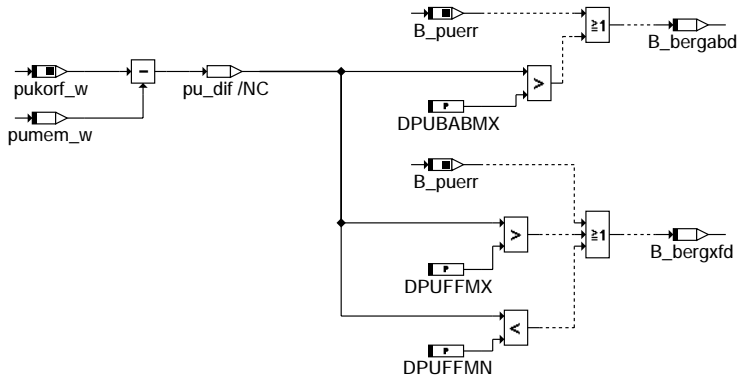 B_puerr
≥1
B_bergabd
pukorf_w
−
pu_dif /NC
>
P
DPUBABMX
pumem_w
B_puerr
>
≥1
B_bergxfd
P
DPUFFMX
<
P
DPUFFMN